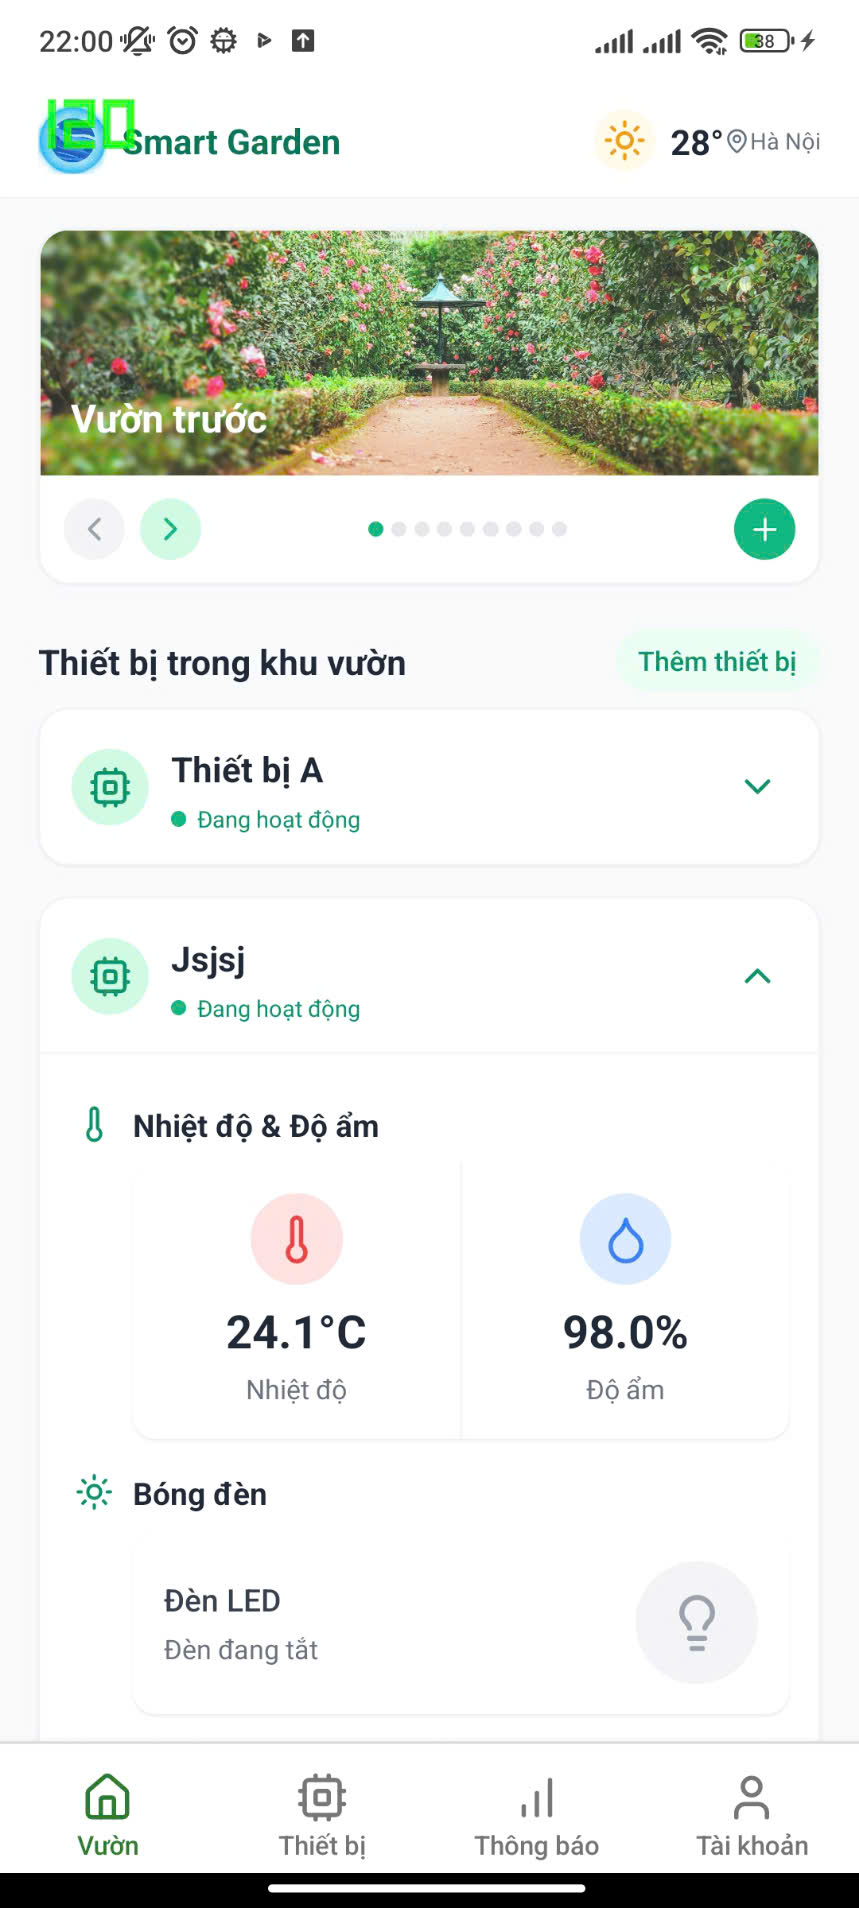 22:00
38
120
Smart Garden
28° Hà Nội
Vườn trước
Thiết bị trong khu vườn
Thêm thiết bị
Thiết bị A
Đang hoạt động
Jsjsj
Đang hoạt động
Nhiệt độ & Độ ẩm
24.1°C
98.0%
Nhiệt độ
Độ ẩm
Bóng đèn
Đèn LED
Đèn đang tắt
Vườn
Thiết bị
Thông báo
Tài khoản